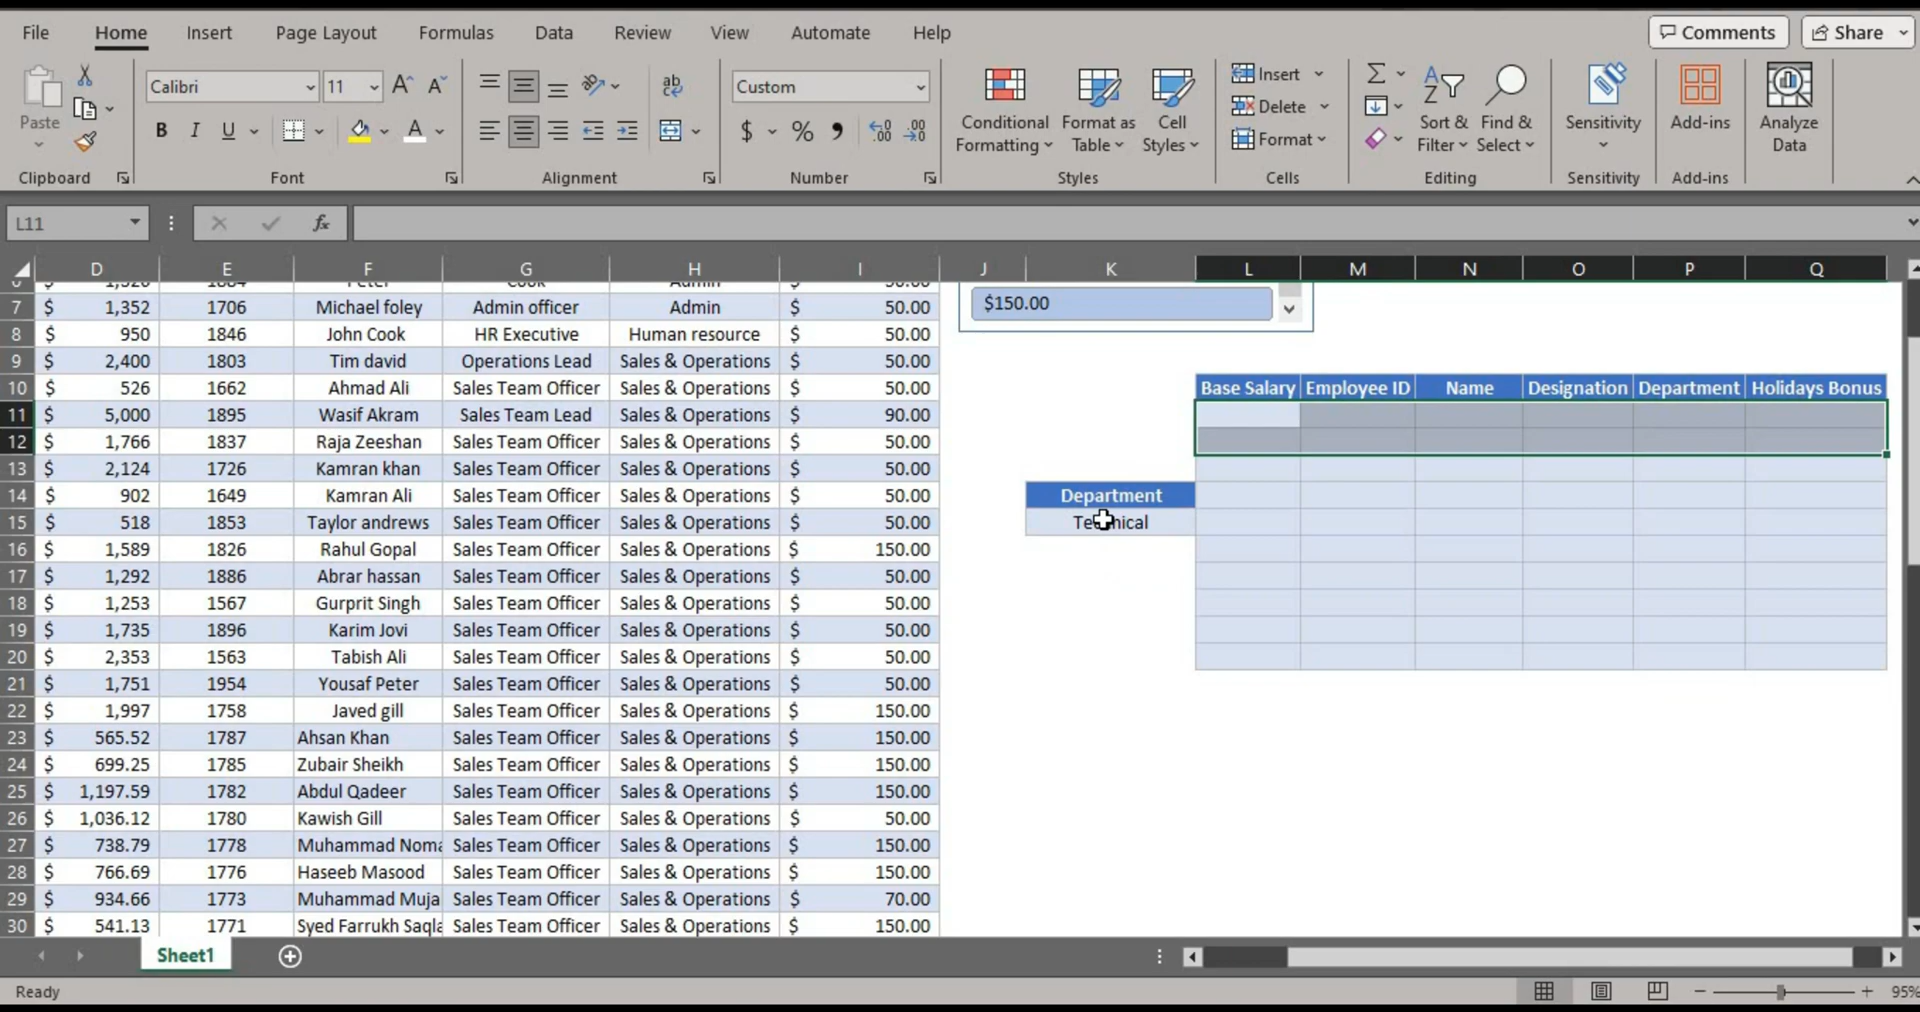 File Home Insert Page Layout Formulas Data Review View Automate Help Comments Share
Paste Calibri 11 A^ A˅ ab Custom Insert Σ A Z
B I U A $ % , .00 .0 Delete
Conditional Formatting Format as Table Cell Styles Format Sort & Filter Find & Select Sensitivity Add-ins Analyze Data
Clipboard Font Alignment Number Styles Cells Editing Sensitivity Add-ins
L11 fx
D E F G H I J K L M N O P Q
7 $ 1,352 1706 Michael foley Admin officer Admin $ 50.00 $150.00
8 $ 950 1846 John Cook HR Executive Human resource $ 50.00
9 $ 2,400 1803 Tim david Operations Lead Sales & Operations $ 50.00
10 $ 526 1662 Ahmad Ali Sales Team Officer Sales & Operations $ 50.00 Base Salary Employee ID Name Designation Department Holidays Bonus
11 $ 5,000 1895 Wasif Akram Sales Team Lead Sales & Operations $ 90.00
12 $ 1,766 1837 Raja Zeeshan Sales Team Officer Sales & Operations $ 50.00
13 $ 2,124 1726 Kamran khan Sales Team Officer Sales & Operations $ 50.00
14 $ 902 1649 Kamran Ali Sales Team Officer Sales & Operations $ 50.00 Department
15 $ 518 1853 Taylor andrews Sales Team Officer Sales & Operations $ 50.00 Technical
16 $ 1,589 1826 Rahul Gopal Sales Team Officer Sales & Operations $ 150.00
17 $ 1,292 1886 Abrar hassan Sales Team Officer Sales & Operations $ 50.00
18 $ 1,253 1567 Gurprit Singh Sales Team Officer Sales & Operations $ 50.00
19 $ 1,735 1896 Karim Jovi Sales Team Officer Sales & Operations $ 50.00
20 $ 2,353 1563 Tabish Ali Sales Team Officer Sales & Operations $ 50.00
21 $ 1,751 1954 Yousaf Peter Sales Team Officer Sales & Operations $ 50.00
22 $ 1,997 1758 Javed gill Sales Team Officer Sales & Operations $ 150.00
23 $ 565.52 1787 Ahsan Khan Sales Team Officer Sales & Operations $ 150.00
24 $ 699.25 1785 Zubair Sheikh Sales Team Officer Sales & Operations $ 150.00
25 $ 1,197.59 1782 Abdul Qadeer Sales Team Officer Sales & Operations $ 150.00
26 $ 1,036.12 1780 Kawish Gill Sales Team Officer Sales & Operations $ 50.00
27 $ 738.79 1778 Muhammad Noma Sales Team Officer Sales & Operations $ 150.00
28 $ 766.69 1776 Haseeb Masood Sales Team Officer Sales & Operations $ 150.00
29 $ 934.66 1773 Muhammad Muja Sales Team Officer Sales & Operations $ 70.00
30 $ 541.13 1771 Syed Farrukh Saqla Sales Team Officer Sales & Operations $ 150.00
Sheet1
Ready 95%